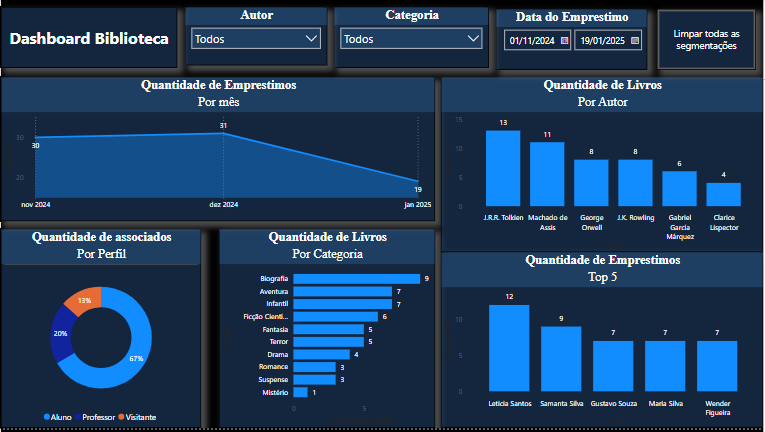 Dashboard Biblioteca
Autor
Todos
Categoria
Todos
Data do Emprestimo
01/11/2024
19/01/2025
Limpar todas as
segmentações
Quantidade de Emprestimos
Por mês
30
20
30
31
19
nov 2024
dez 2024
jan 2025
Quantidade de Livros
Por Autor
15
10
5
0
13
11
8
8
6
4
J.R.R. Tolkien
Machado de
Assis
George
Orwell
J.K. Rowling
Gabriel
García
Márquez
Clarice
Lispector
Quantidade de associados
Por Perfil
13%
20%
67%
Aluno
Professor
Visitante
Quantidade de Livros
Por Categoria
Biografia 9
Aventura 7
Infantil 7
Ficção Cientí... 6
Fantasia 5
Terror 5
Drama 4
Romance 3
Suspense 3
Mistério 1
0
5
Quantidade de Emprestimos
Top 5
10
5
0
12
9
7
7
7
Leticia Santos
Samanta Silva
Gustavo Souza
Maria Silva
Wender
Figueira